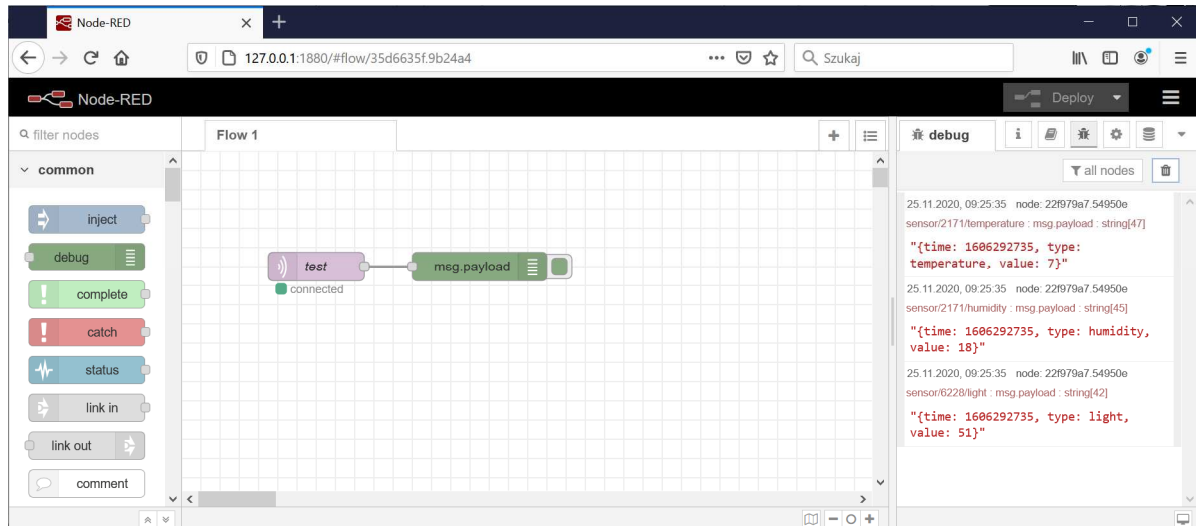 Node-RED
127.0.0.1:1880/#flow/35d6635f.9b24a4
Szukaj
Node-RED
Deploy
filter nodes
Flow 1
debug
all nodes
common
inject
debug
complete
catch
status
link in
link out
comment
test
connected
msg.payload
25.11.2020, 09:25:35 node: 22f979a7.54950e
sensor/2171/temperature : msg.payload : string[47]
"{time: 1606292735, type:
temperature, value: 7}"
25.11.2020, 09:25:35 node: 22f979a7.54950e
sensor/2171/humidity : msg.payload : string[45]
"{time: 1606292735, type: humidity,
value: 18}"
25.11.2020, 09:25:35 node: 22f979a7.54950e
sensor/6228/light : msg.payload : string[42]
"{time: 1606292735, type: light,
value: 51}"